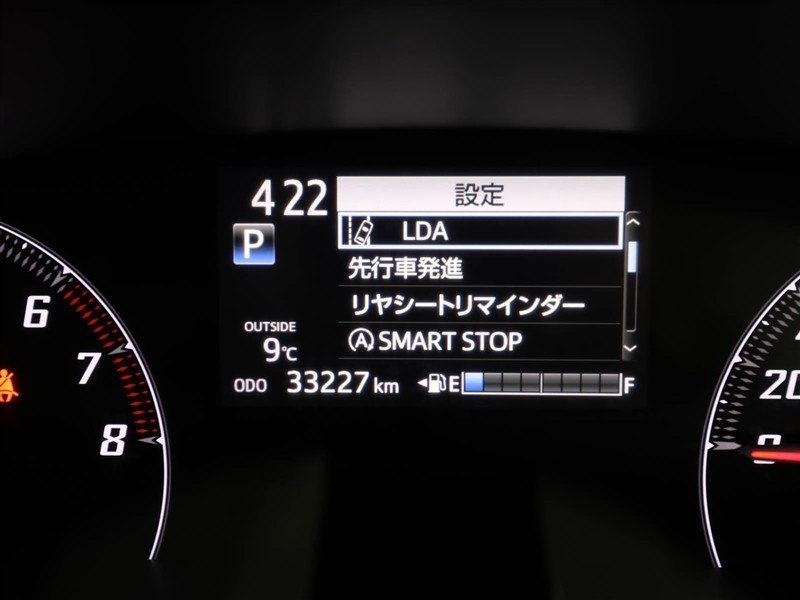 4 22
設定
P
LDA
先行車発進
リヤシートリマインダー
SMART STOP
OUTSIDE
9℃
ODO 33227 km
E F
6
7
8
20
0